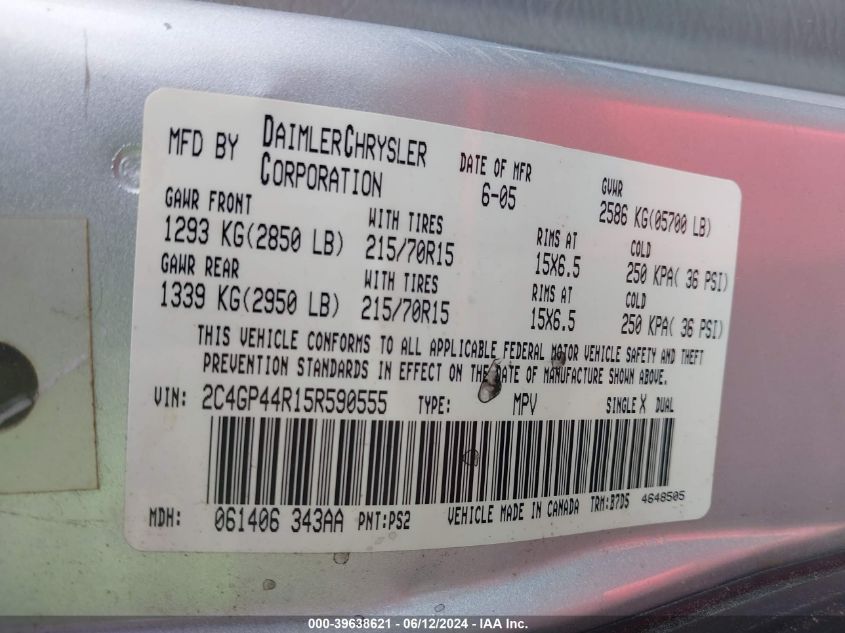 MFD BY DAIMLERCHRYSLER CORPORATION DATE OF MFR 6-05 GVWR 2586 KG(05700 LB)
GAWR FRONT WITH TIRES RIMS AT COLD
1293 KG(2850 LB) 215/70R15 15X6.5 250 KPA( 36 PSI)
GAWR REAR WITH TIRES RIMS AT COLD
1339 KG(2950 LB) 215/70R15 15X6.5 250 KPA( 36 PSI)
THIS VEHICLE CONFORMS TO ALL APPLICABLE FEDERAL MOTOR VEHICLE SAFETY AND THEFT
PREVENTION STANDARDS IN EFFECT ON THE DATE OF MANUFACTURE SHOWN ABOVE.
VIN: 2C4GP44R15R590555 TYPE: MPV SINGLE X DUAL
MDH: 061406 343AA PNT:PS2 VEHICLE MADE IN CANADA TRM:B7D5 4648505
000-39638621 - 06/12/2024 - IAAI.com